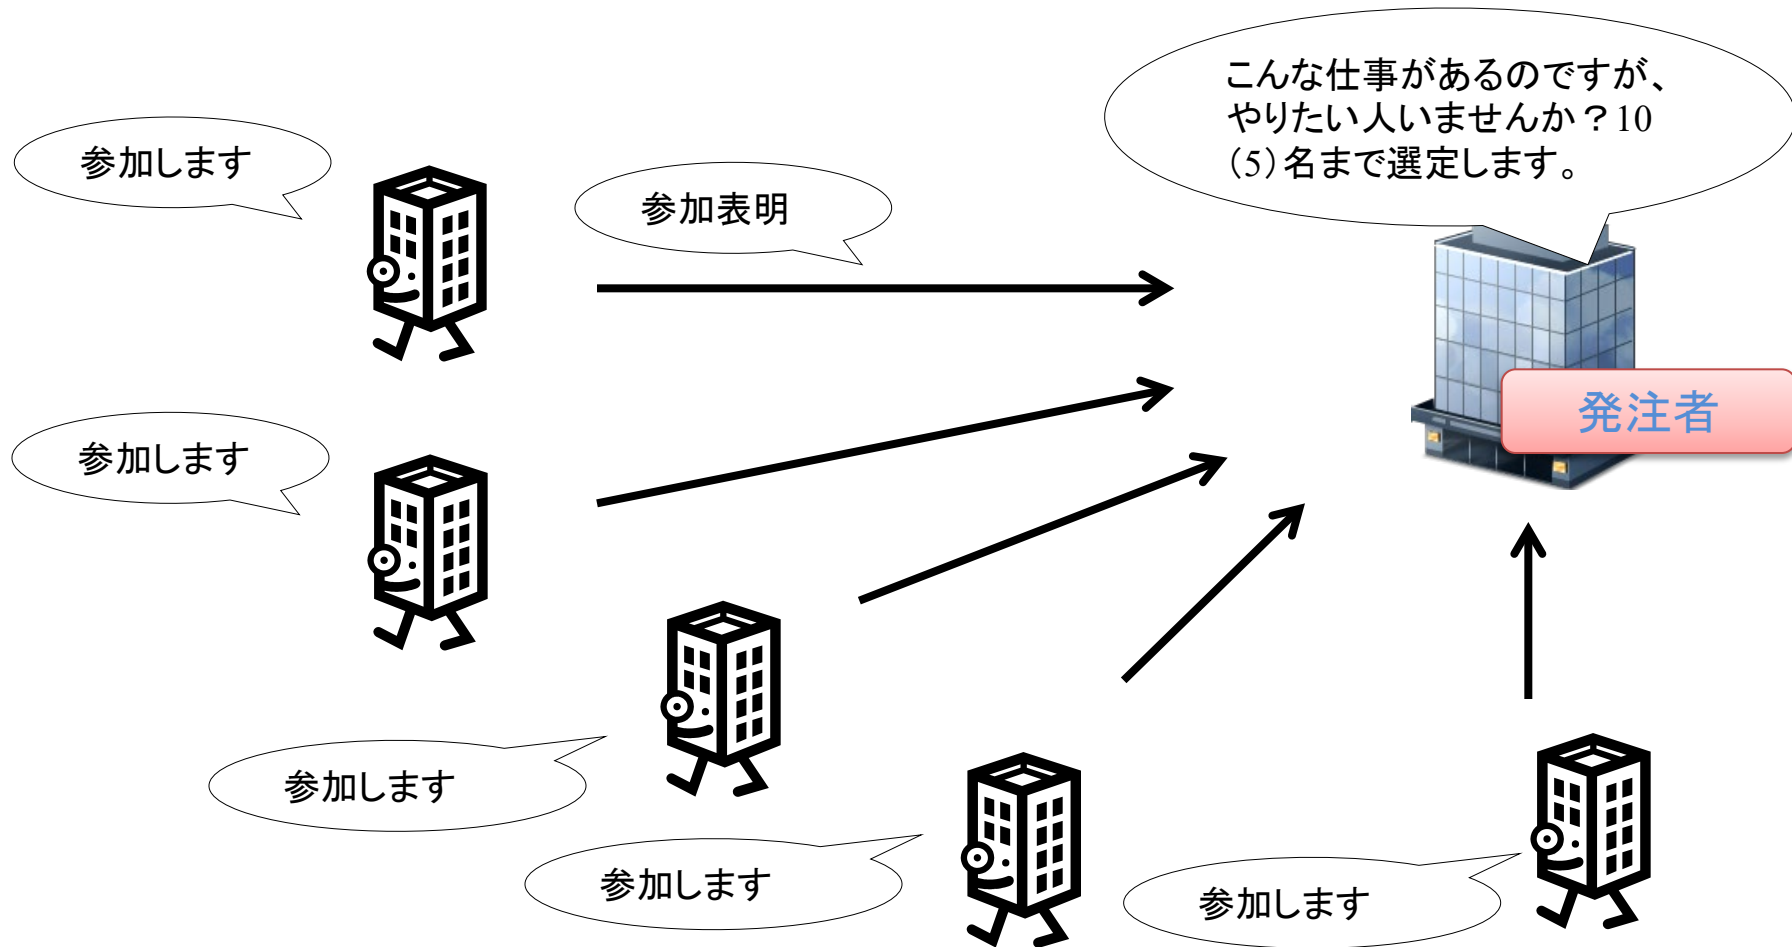 こんな仕事があるのですが、
やりたい人いませんか？10
（5）名まで選定します。
参加します
参加表明
発注者
参加します
参加します
参加します
参加します